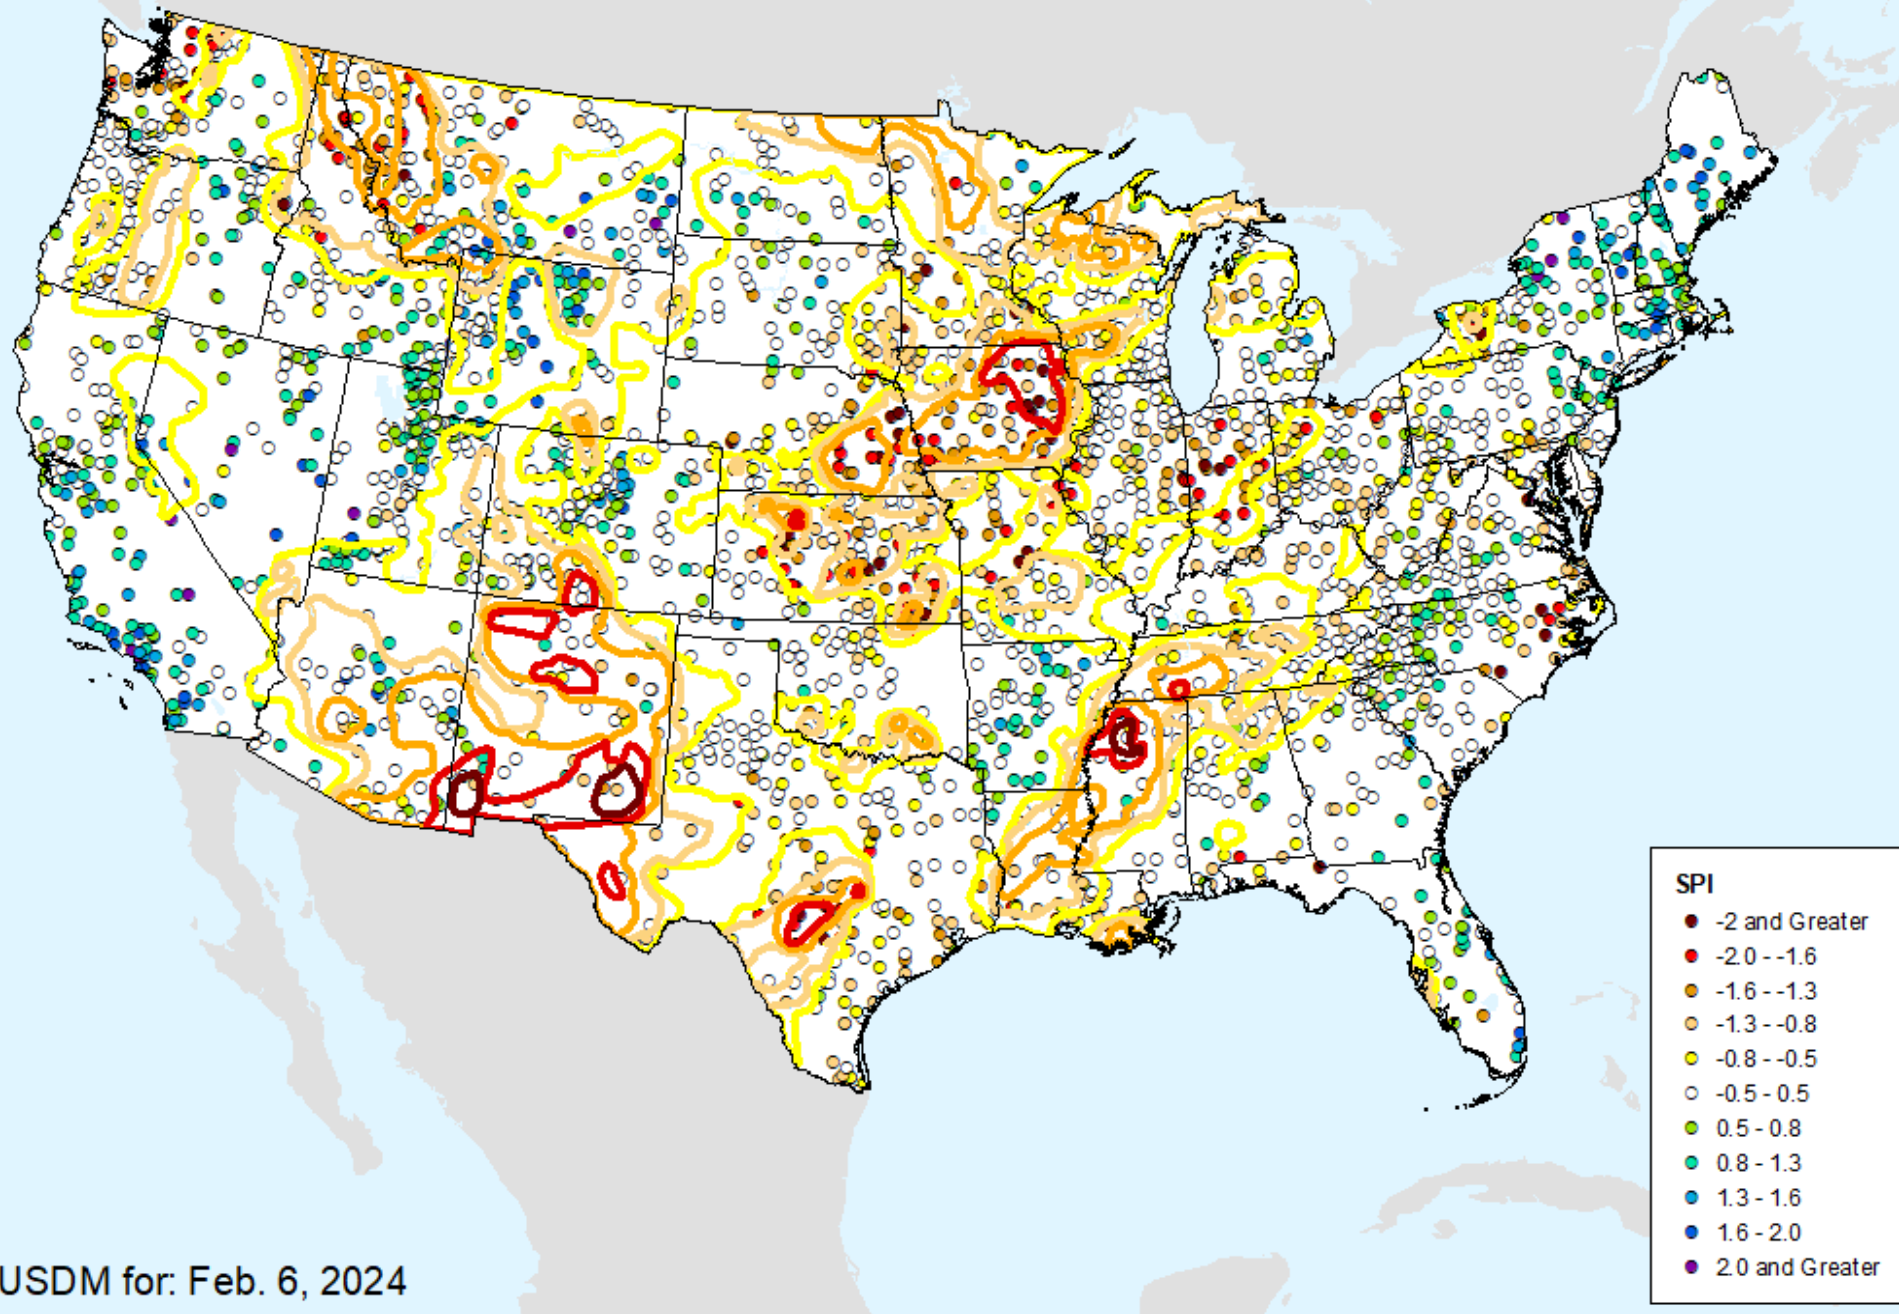 SPI
-2 and Greater
-2.0 - -1.6
-1.6 - -1.3
-1.3 - -0.8
-0.8 - -0.5
-0.5 - 0.5
0.5 - 0.8
0.8 - 1.3
1.3 - 1.6
1.6 - 2.0
2.0 and Greater
USDM for: Feb. 6, 2024